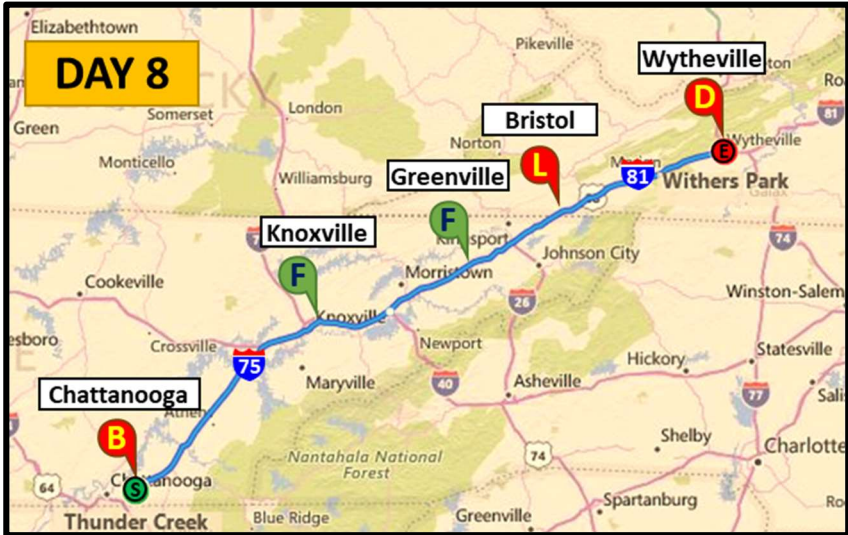 Elizabethtown
DAY 8
Pikeville
Wytheville
D
81
Green
Somerset
London
Bristol
Norton
L
Wytheville
E
Monticello
Williamsburg
Greenville
F
81
Withers Park
Knoxville
F
Kingsport
Johnson City
74
Cookeville
Morristown
26
Winston-Salem
Knoxville
Crossville
75
Newport
Statesville
Hickory
Maryville
40
Asheville
77
Chattanooga
B
Shelby
Charlotte
Nantahala National
Forest
74
64
S
Chattanooga
Thunder Creek
Blue Ridge
Greenville
Spartanburg